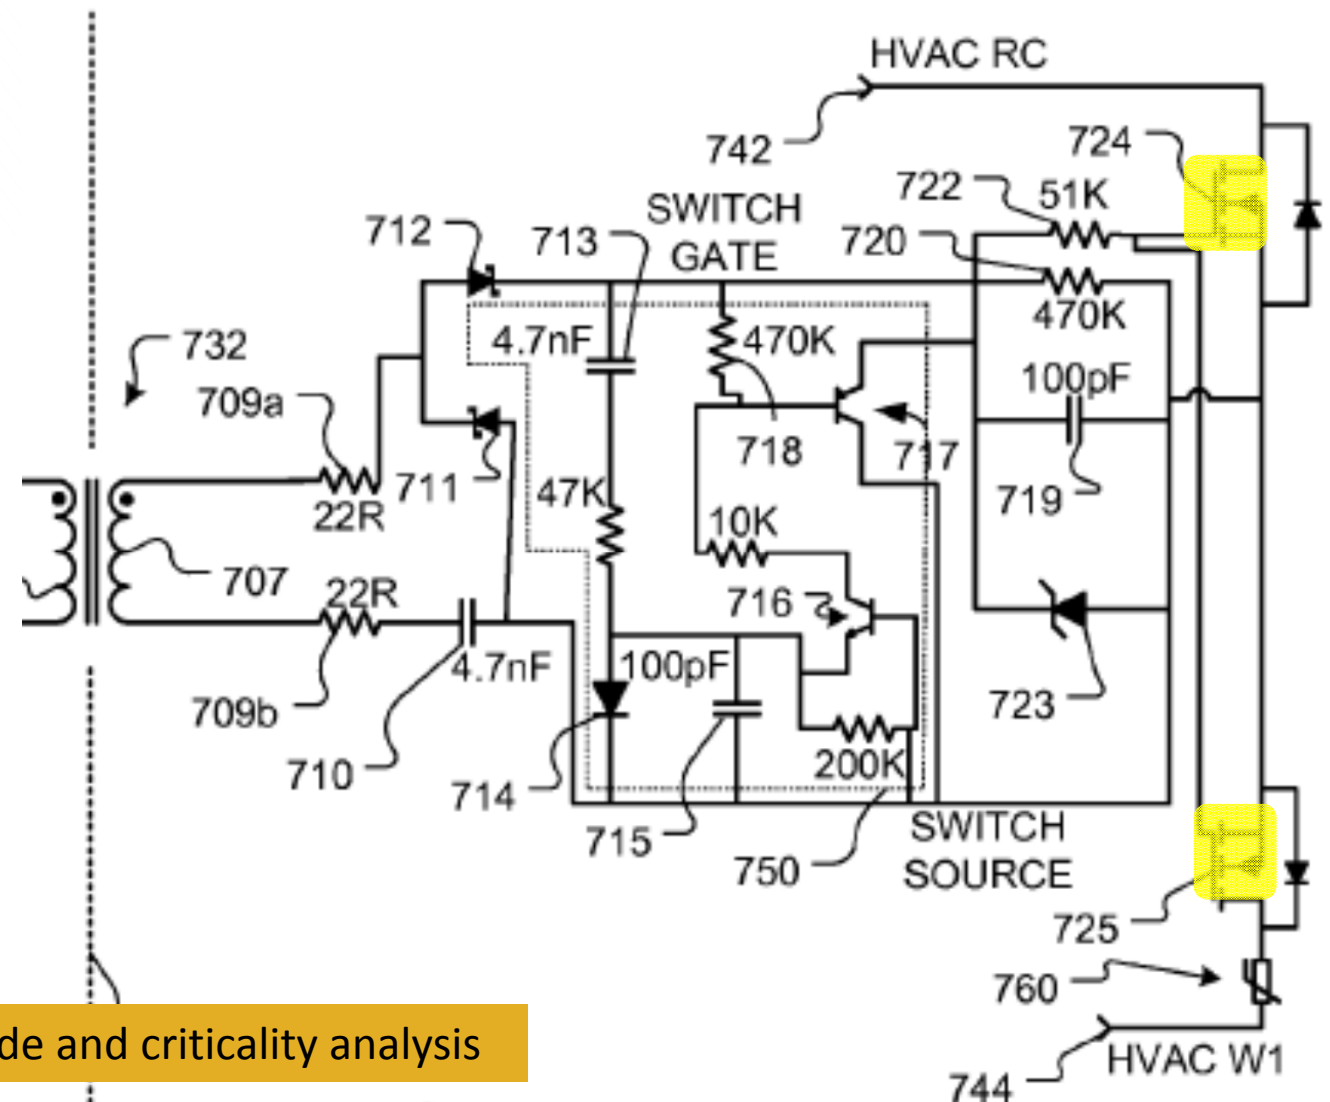 HVAC RC
742
724
722
51K
SWITCH
GATE
712
713
720
470K
732
4.7nF
470K
100pF
709a
718
717
711
719
22R
47K
10K
707
22R
716
100pF
4.7nF
723
709b
710
200K
714
715
750
SWITCH
SOURCE
725
760
de and criticality analysis
HVAC W1
744